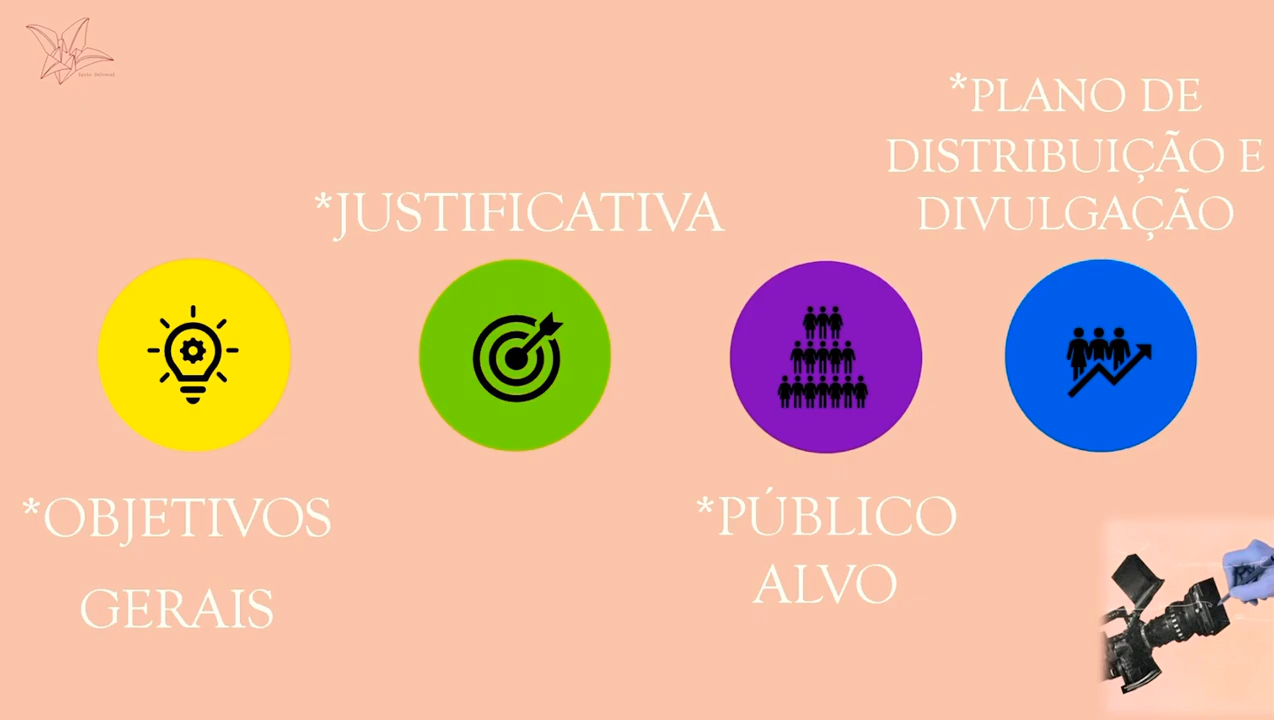 *OBJETIVOS
GERAIS
*JUSTIFICATIVA
*PÚBLICO
ALVO
*PLANO DE
DISTRIBUIÇÃO E
DIVULGAÇÃO